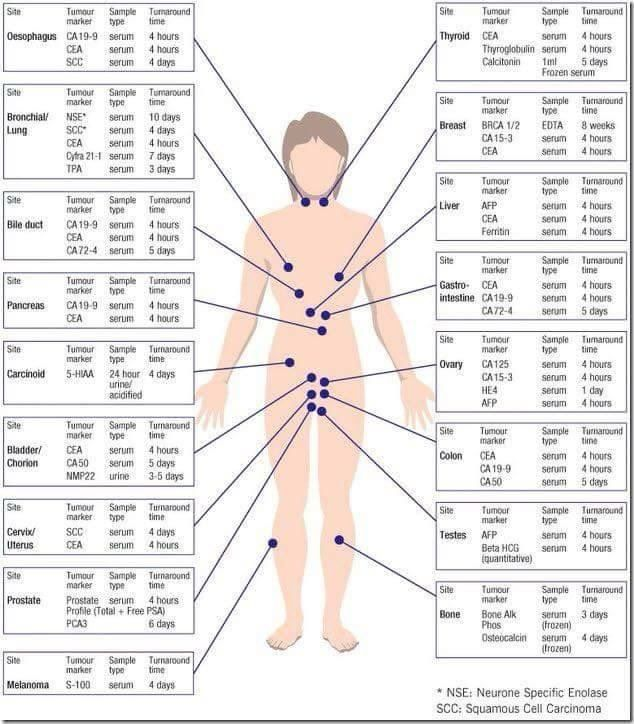 Site Tumour marker Sample type Turnaround time
Oesophagus CA19-9 serum 4 hours
CEA serum 4 hours
SCC serum 4 days
Site Tumour marker Sample type Turnaround time
Bronchial/ Lung NSE* serum 10 days
SCC* serum 4 days
CEA serum 4 hours
Cyfra 21-1 serum 7 days
TPA serum 3 days
Site Tumour marker Sample type Turnaround time
Bile duct CA19-9 serum 4 hours
CEA serum 4 hours
CA72-4 serum 5 days
Site Tumour marker Sample type Turnaround time
Pancreas CA19-9 serum 4 hours
CEA serum 4 hours
Site Tumour marker Sample type Turnaround time
Carcinoid 5-HIAA 24 hour urine/ acidified 4 days
Site Tumour marker Sample type Turnaround time
Bladder/ Chorion CEA serum 4 hours
CA50 serum 5 days
NMP22 urine 3-5 days
Site Tumour marker Sample type Turnaround time
Cervix/ Uterus SCC serum 4 days
CEA serum 4 hours
Site Tumour marker Sample type Turnaround time
Prostate Prostate serum 4 hours
Profile (Total + Free PSA)
PCA3 6 days
Site Tumour marker Sample type Turnaround time
Melanoma S-100 serum 4 days
Site Tumour marker Sample type Turnaround time
Thyroid CEA serum 4 hours
Thyroglobulin serum 4 hours
Calcitonin 1ml 5 days
Frozen serum
Site Tumour marker Sample type Turnaround time
Breast BRCA 1/2 EDTA 8 weeks
CA15-3 serum 4 hours
CEA serum 4 hours
Site Tumour marker Sample type Turnaround time
Liver AFP serum 4 hours
CEA serum 4 hours
Ferritin serum 4 hours
Site Tumour marker Sample type Turnaround time
Gastro- intestine CEA serum 4 hours
CA19-9 serum 4 hours
CA72-4 serum 5 days
Site Tumour marker Sample type Turnaround time
Ovary CA125 serum 4 hours
CA15-3 serum 4 hours
HE4 serum 1 day
AFP serum 4 hours
Site Tumour marker Sample type Turnaround time
Colon CEA serum 4 hours
CA19-9 serum 4 hours
CA50 serum 5 days
Site Tumour marker Sample type Turnaround time
Testes AFP serum 4 hours
Beta HCG serum 4 hours
(quantitative)
Site Tumour marker Sample type Turnaround time
Bone Bone Alk Phos serum (frozen) 3 days
Osteocalcin serum (frozen) 4 days
* NSE: Neurone Specific Enolase
SCC: Squamous Cell Carcinoma